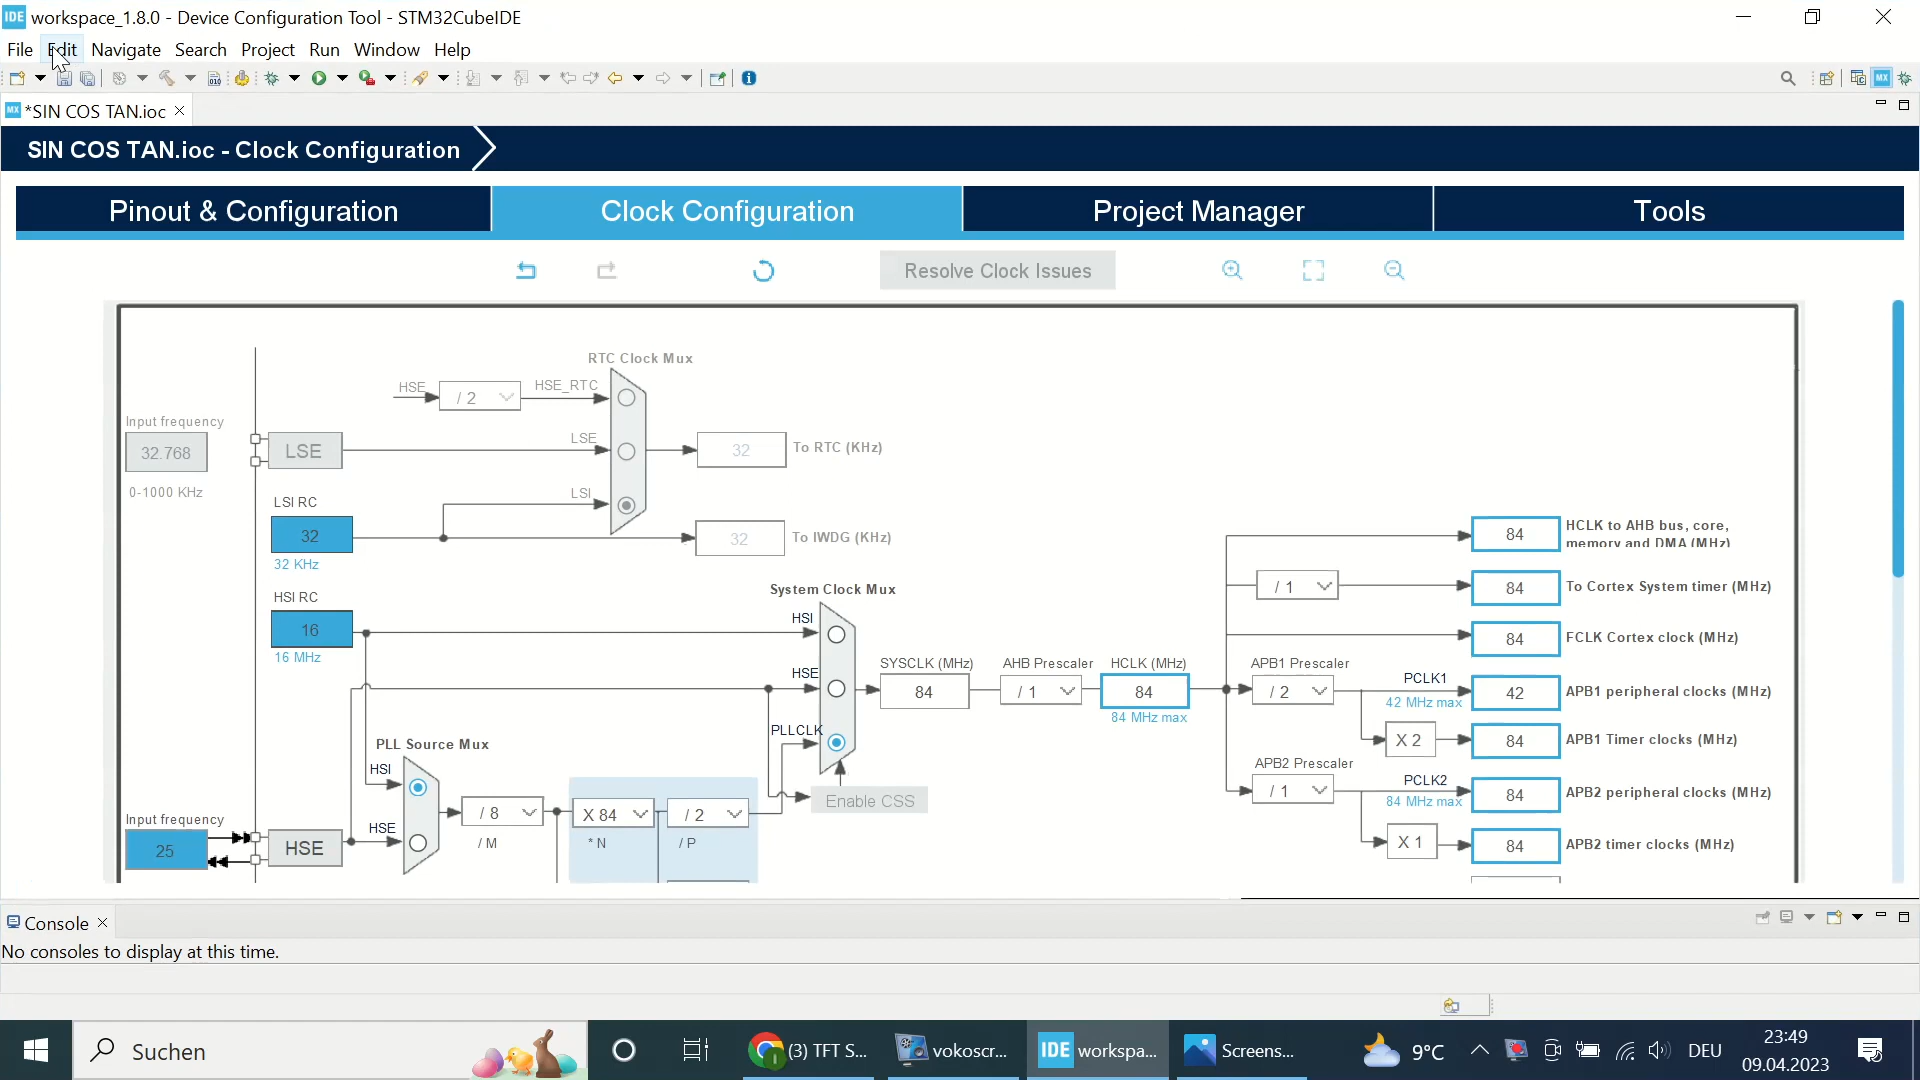 IDE workspace_1.8.0 - Device Configuration Tool - STM32CubeIDE
File Edit Navigate Search Project Run Window Help
010
MX *SIN COS TAN.ioc
SIN COS TAN.ioc - Clock Configuration
Pinout & Configuration Clock Configuration Project Manager Tools
Resolve Clock Issues
RTC Clock Mux
HSE / 2 HSE_RTC
Input frequency
32.768 LSE LSE 32 To RTC (KHz)
0-1000 KHz
LSI RC LSI
32 32 To IWDG (KHz)
32 KHz
HSI RC
16
16 MHz
System Clock Mux
HSI
HSE
PLLCLK
Enable CSS
SYSCLK (MHz) AHB Prescaler HCLK (MHz) APB1 Prescaler
84 / 1 84 / 2
84 MHz max
84 HCLK to AHB bus, core,
memory and DMA (MHz)
/ 1 84 To Cortex System timer (MHz)
84 FCLK Cortex clock (MHz)
PCLK1
42 MHz max 42 APB1 peripheral clocks (MHz)
X 2 84 APB1 Timer clocks (MHz)
APB2 Prescaler
/ 1 PCLK2
84 MHz max 84 APB2 peripheral clocks (MHz)
X 1 84 APB2 timer clocks (MHz)
PLL Source Mux
HSI
HSE
/ 8 X 84 / 2
/ M * N / P
Input frequency
25 HSE
Console
No consoles to display at this time.
Suchen (3) TFT S... vokoscr... IDE workspa... Screens... 9°C DEU 23:49
09.04.2023